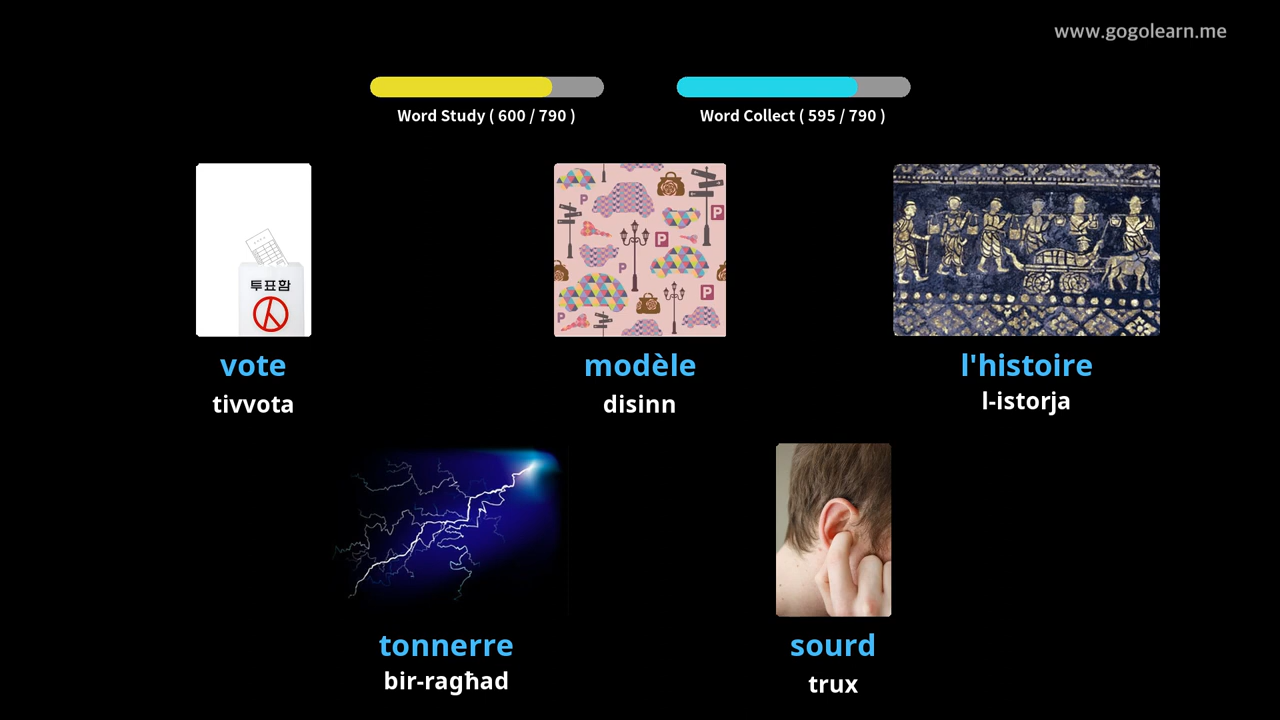 www.gogolearn.me
Word Study ( 600 / 790 )
Word Collect ( 595 / 790 )
투표함
P
P
P
P
P
P
vote
modèle
l'histoire
tivvota
disinn
l-istorja
tonnerre
sourd
bir-ragħad
trux